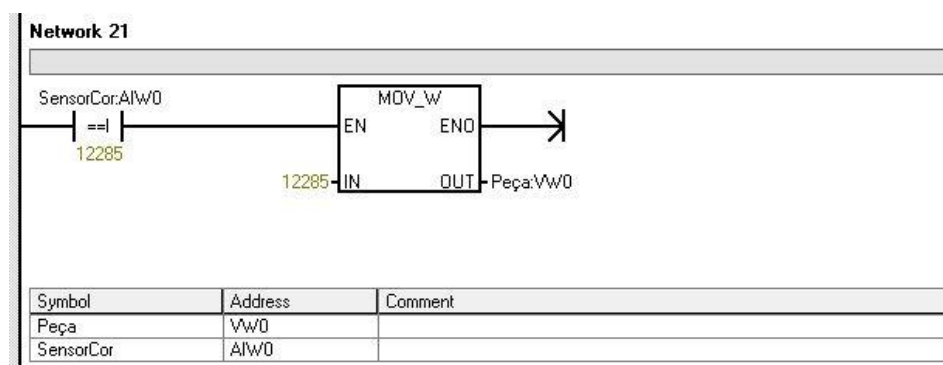 Network 21
SensorCor:AIW0
==I
12285
MOV_W
EN ENO
12285 IN OUT Peça:VW0
Symbol Address Comment
Peça VW0
SensorCor AIW0